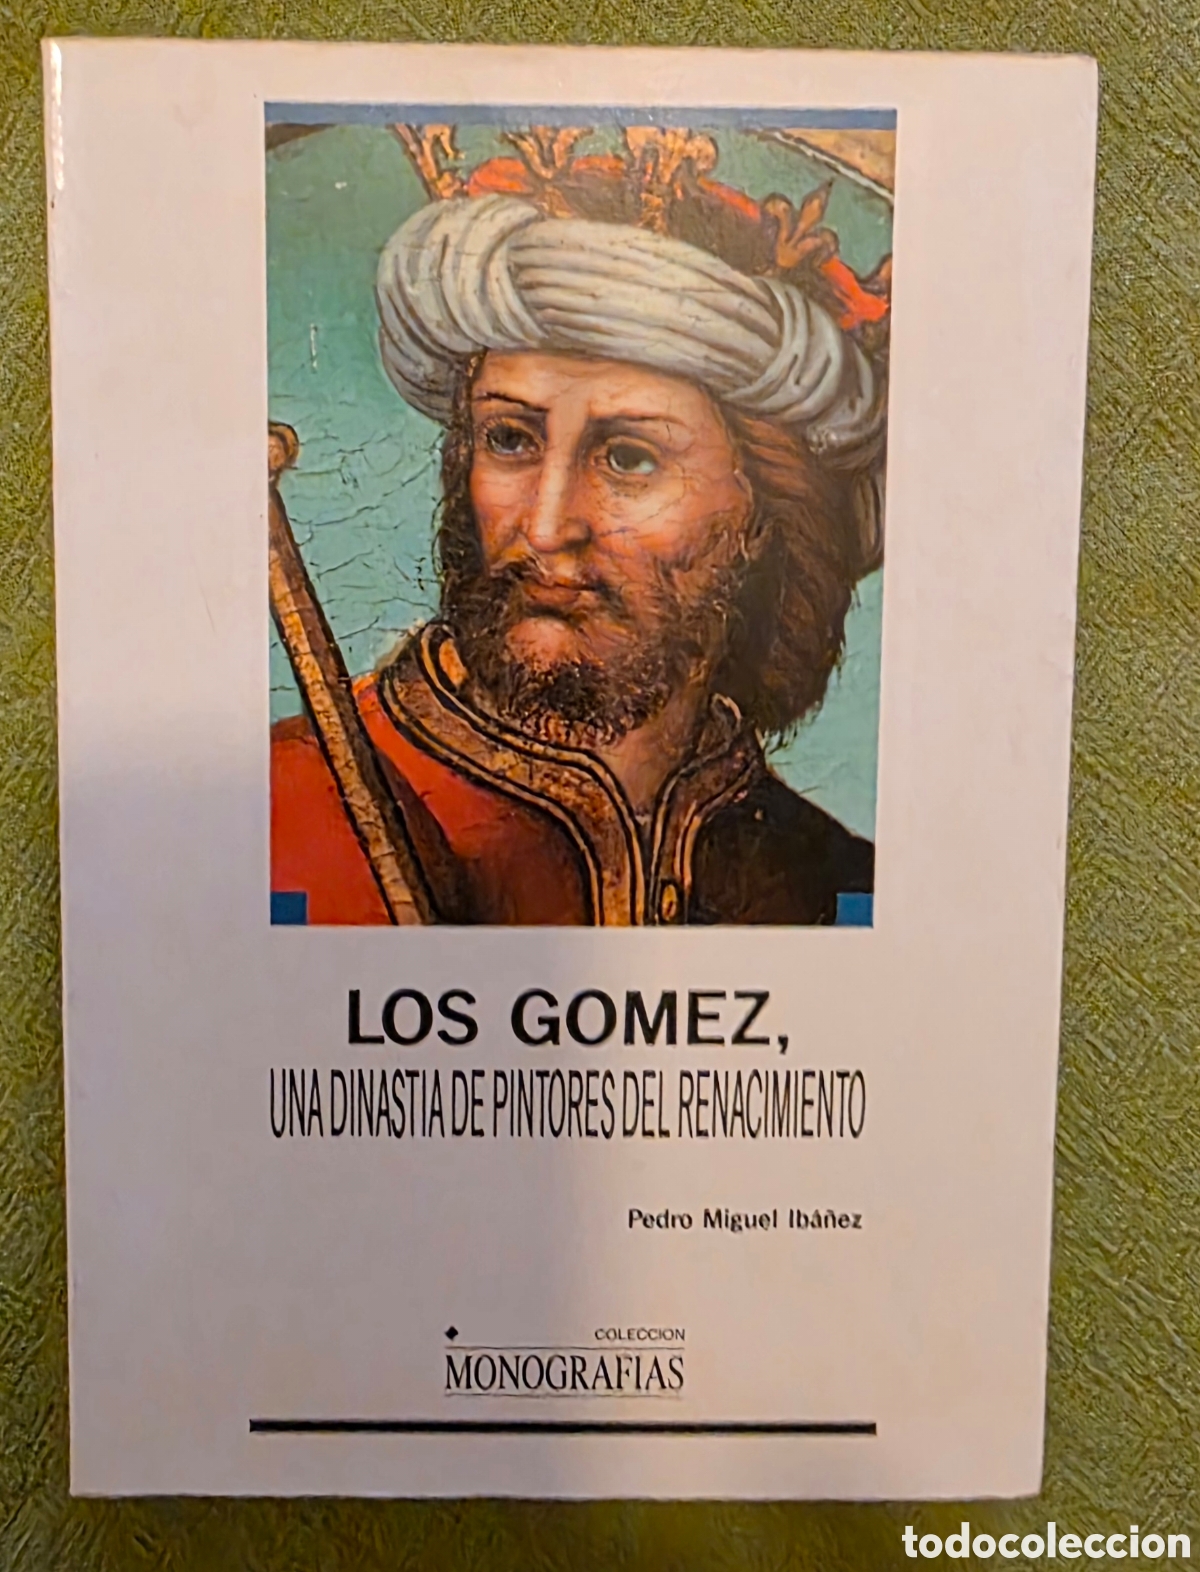 LOS GOMEZ,
UNA DINASTIA DE PINTORES DEL RENACIMIENTO
Pedro Miguel Ibáñez
COLECCION
MONOGRAFIAS
todocoleccion